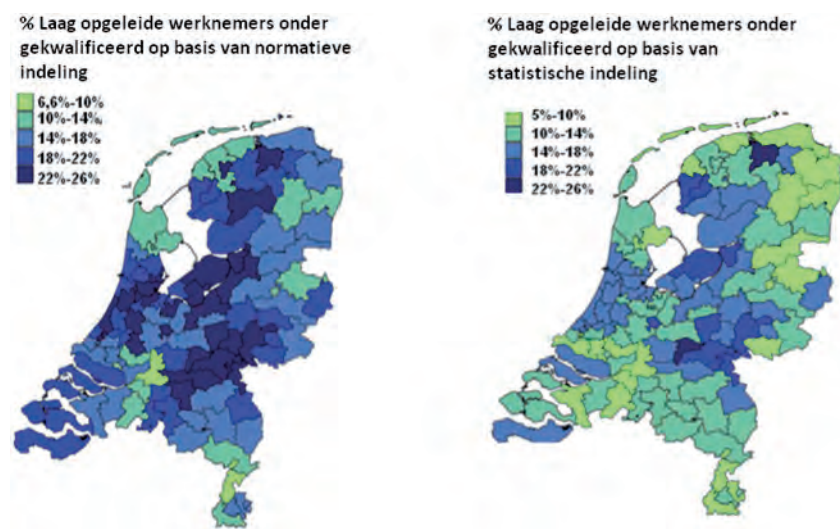 % Laag opgeleide werknemers onder
gekwalificeerd op basis van normatieve
indeling
6,6%-10%
10%-14%
14%-18%
18%-22%
22%-26%
% Laag opgeleide werknemers onder
gekwalificeerd op basis van
statistische indeling
5%-10%
10%-14%
14%-18%
18%-22%
22%-26%